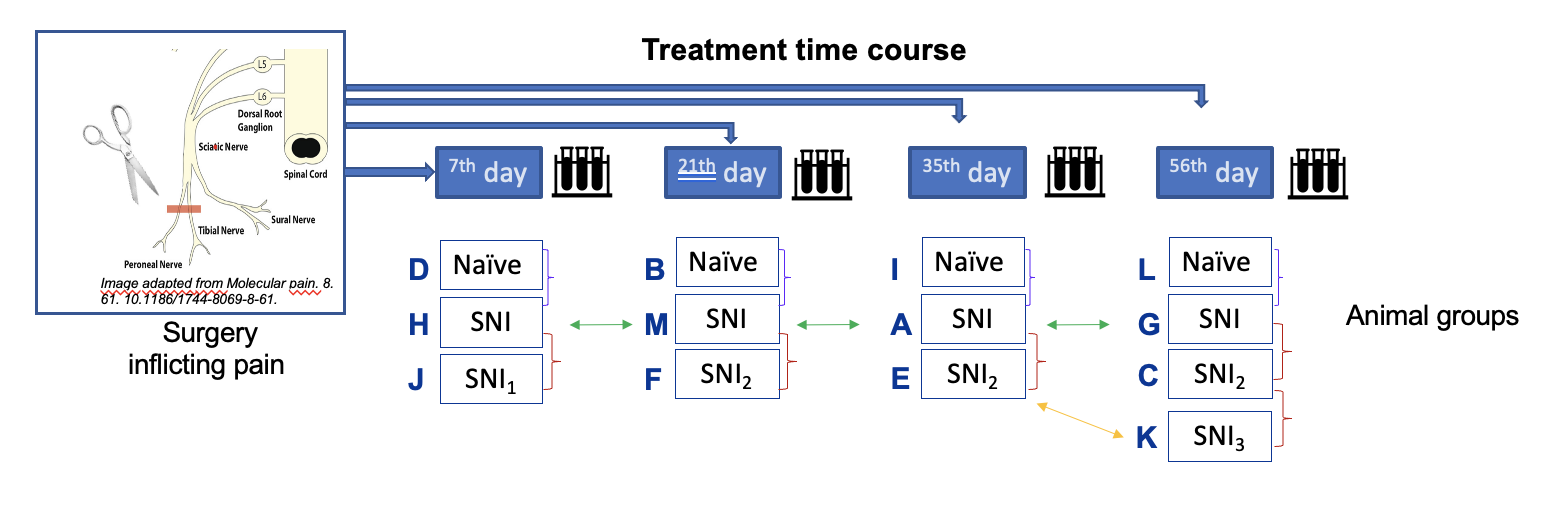 Treatment time course
L5
L6
Dorsal Root
Ganglion
Sciatic Nerve
Spinal Cord
Sural Nerve
Tibial Nerve
Peroneal Nerve
Image adapted from Molecular pain. 8.
61. 10.1186/1744-8069-8-61.
Surgery
inflicting pain
7th day
21th day
35th day
56th day
D Naïve
B Naïve
I Naïve
L Naïve
H SNI
M SNI
A SNI
G SNI
Animal groups
J SNI1
F SNI2
E SNI2
C SNI2
K SNI3